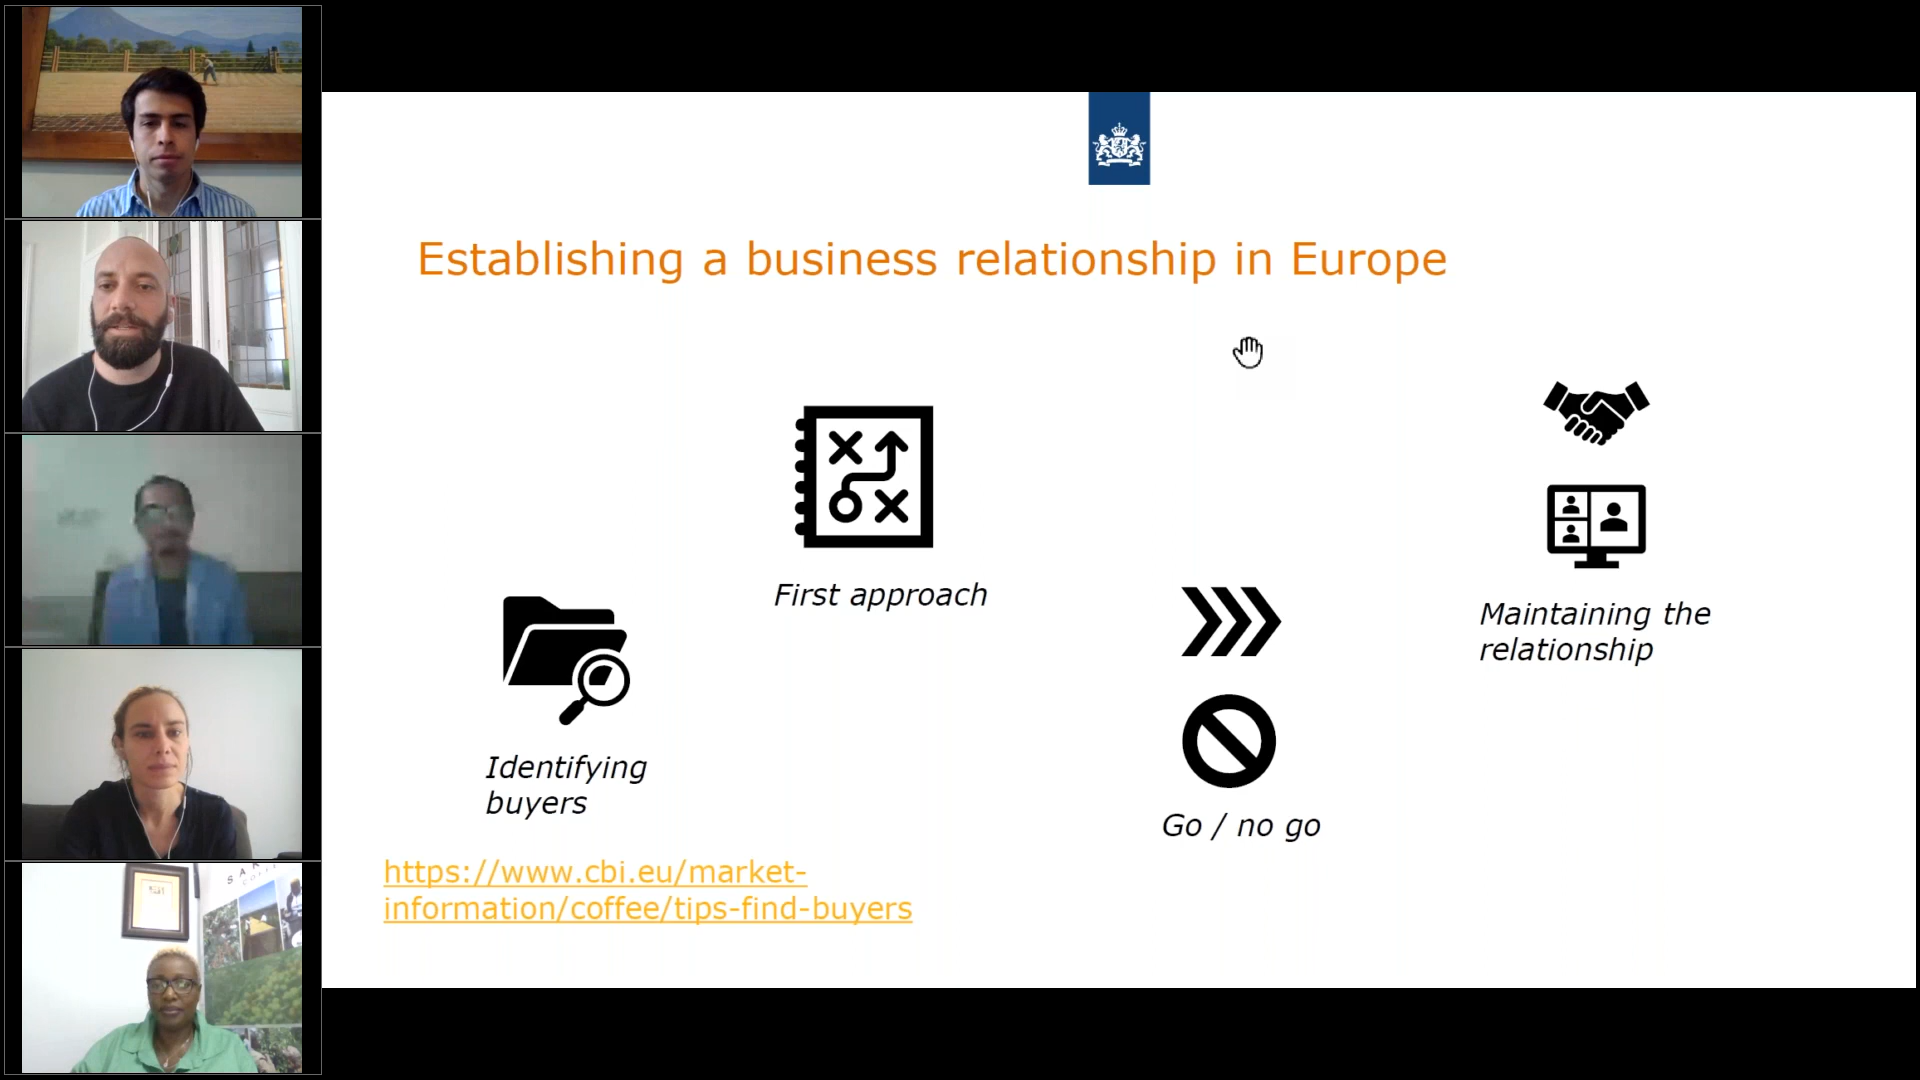 Establishing a business relationship in Europe
First approach
Identifying
buyers
Go / no go
Maintaining the
relationship
https://www.cbi.eu/market-
information/coffee/tips-find-buyers